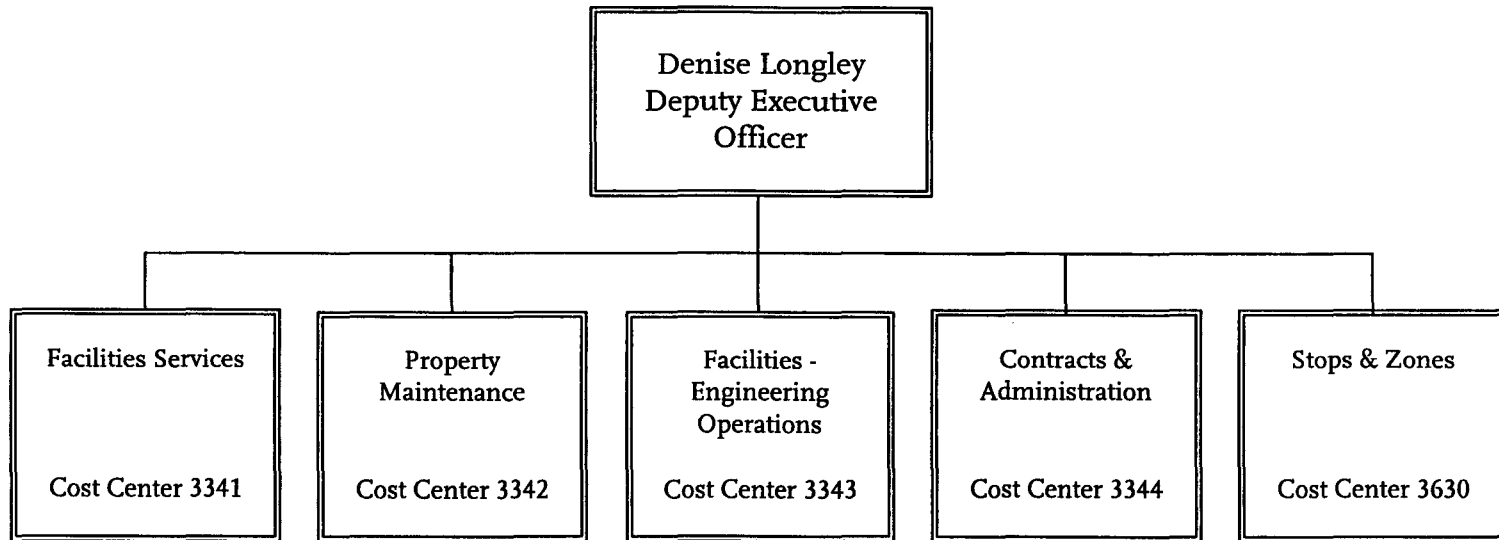 Denise Longley
Deputy Executive
Officer
Facilities Services
Cost Center 3341
Property
Maintenance
Cost Center 3342
Facilities -
Engineering
Operations
Cost Center 3343
Contracts &
Administration
Cost Center 3344
Stops & Zones
Cost Center 3630